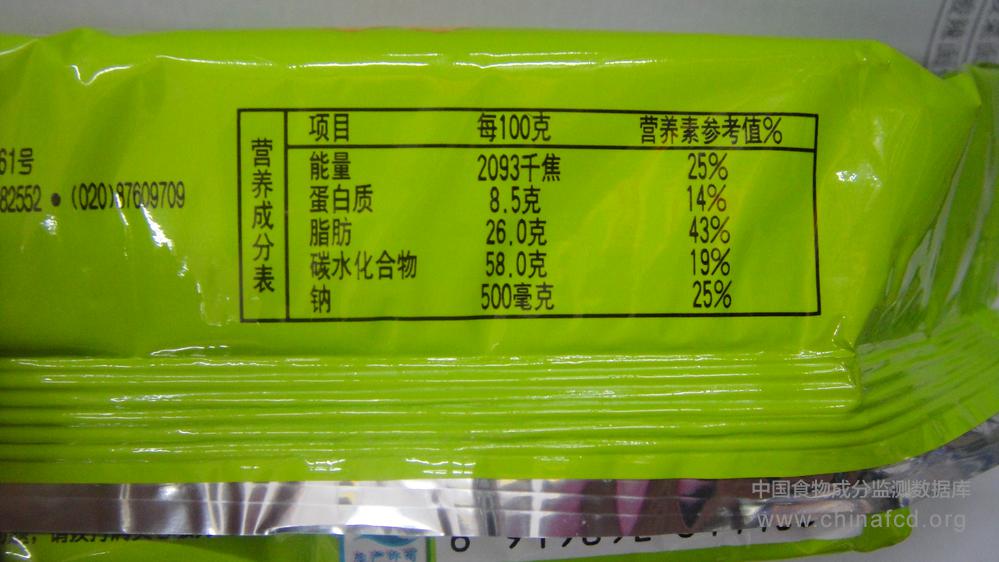 61号
82552 • (020)87609709
营养成分表
项目 每100克 营养素参考值%
能量 2093千焦 25%
蛋白质 8.5克 14%
脂肪 26.0克 43%
碳水化合物 58.0克 19%
钠 500毫克 25%
中国食物成分监测数据库
www.chinafcd.org
生产许可